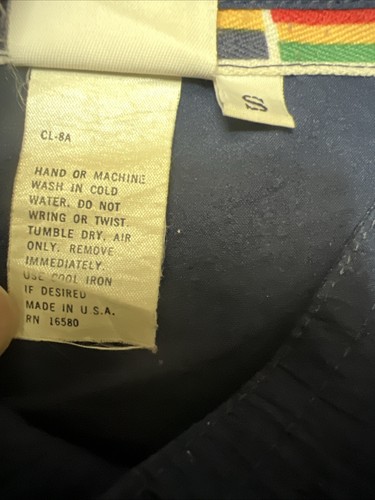 S
CL-8A
HAND OR MACHINE
WASH IN COLD
WATER. DO NOT
WRING OR TWIST.
TUMBLE DRY, AIR
ONLY. REMOVE
IMMEDIATELY.
USE COOL IRON
IF DESIRED
MADE IN U.S.A.
RN 16580